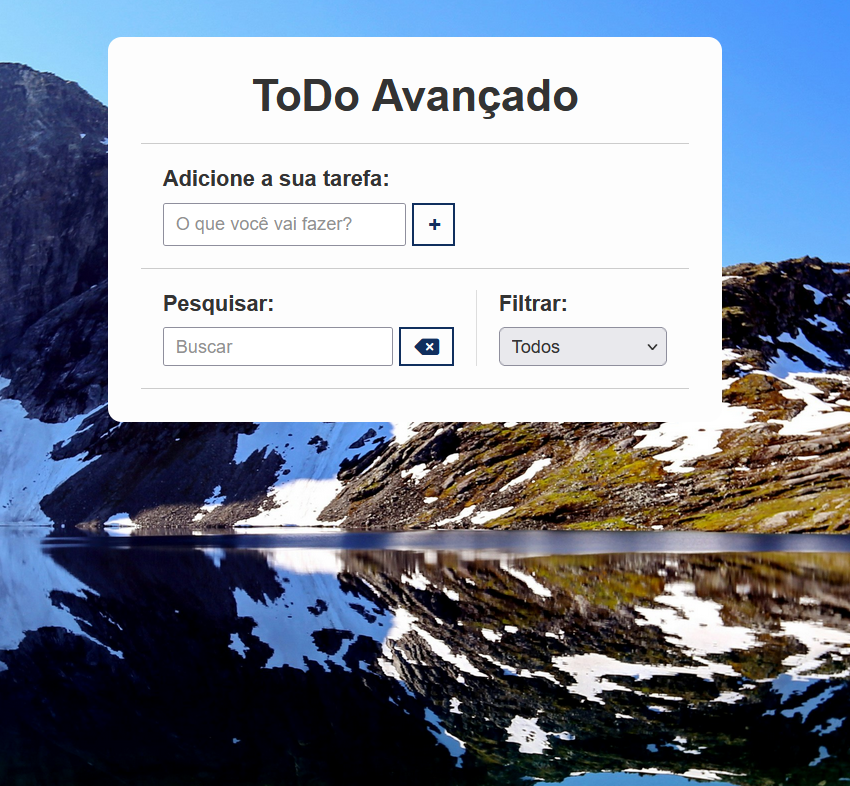 ToDo Avançado
Adicione a sua tarefa:
O que você vai fazer?
+
Pesquisar:
Filtrar:
Buscar
Todos